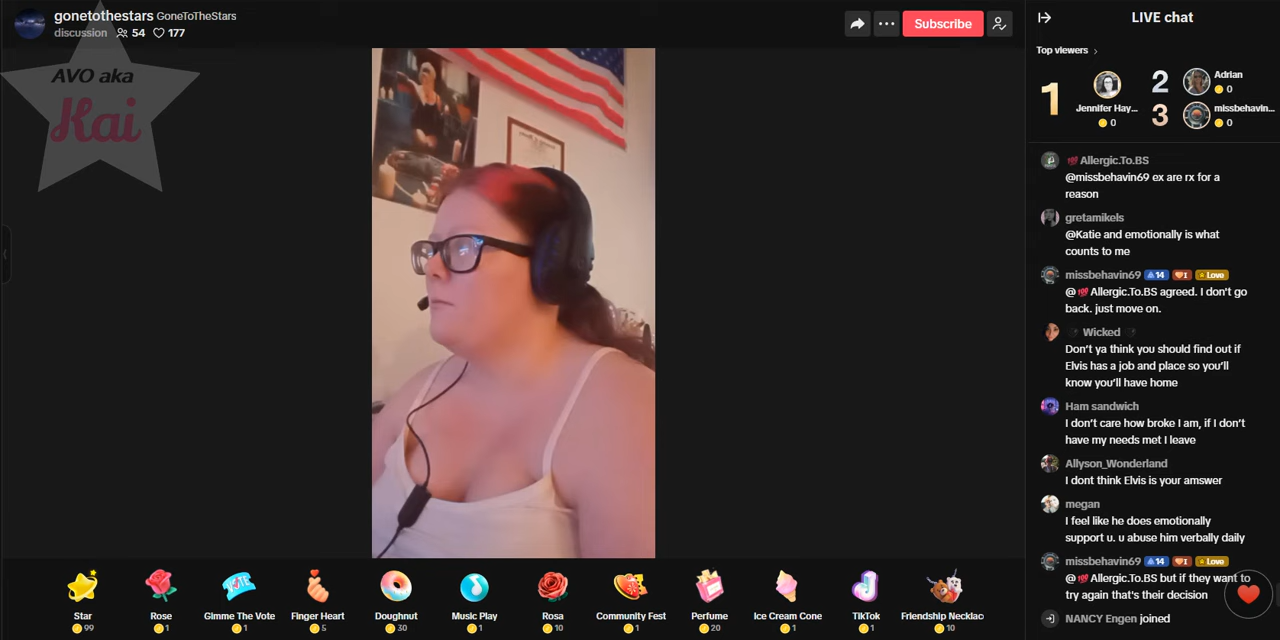 gonetothestars GoneToTheStars
discussion 54 177
Subscribe
AVO aka
Kai
LIVE chat
Top viewers
1
Jennifer Hay...
0
2
Adrian
0
3
missbehavin...
0
💯 Allergic.To.BS
@missbehavin69 ex are rx for a
reason
gretamikels
@Katie and emotionally is what
counts to me
missbehavin69 14 I Love
@💯Allergic.To.BS agreed. I don't go
back. just move on.
Wicked
Don't ya think you should find out if
Elvis has a job and place so you'll
know you'll have home
Ham sandwich
I don't care how broke I am, if I don't
have my needs met I leave
Allyson_Wonderland
I dont think Elvis is your amswer
megan
I feel like he does emotionally
support u. u abuse him verbally daily
missbehavin69 14 I Love
@💯Allergic.To.BS but if they want to
try again that's their decision
NANCY Engen joined
Star
99
Rose
1
Gimme The Vote
1
Finger Heart
5
Doughnut
30
Music Play
1
Rosa
10
Community Fest
1
Perfume
20
Ice Cream Cone
1
TikTok
1
Friendship Necklac
10